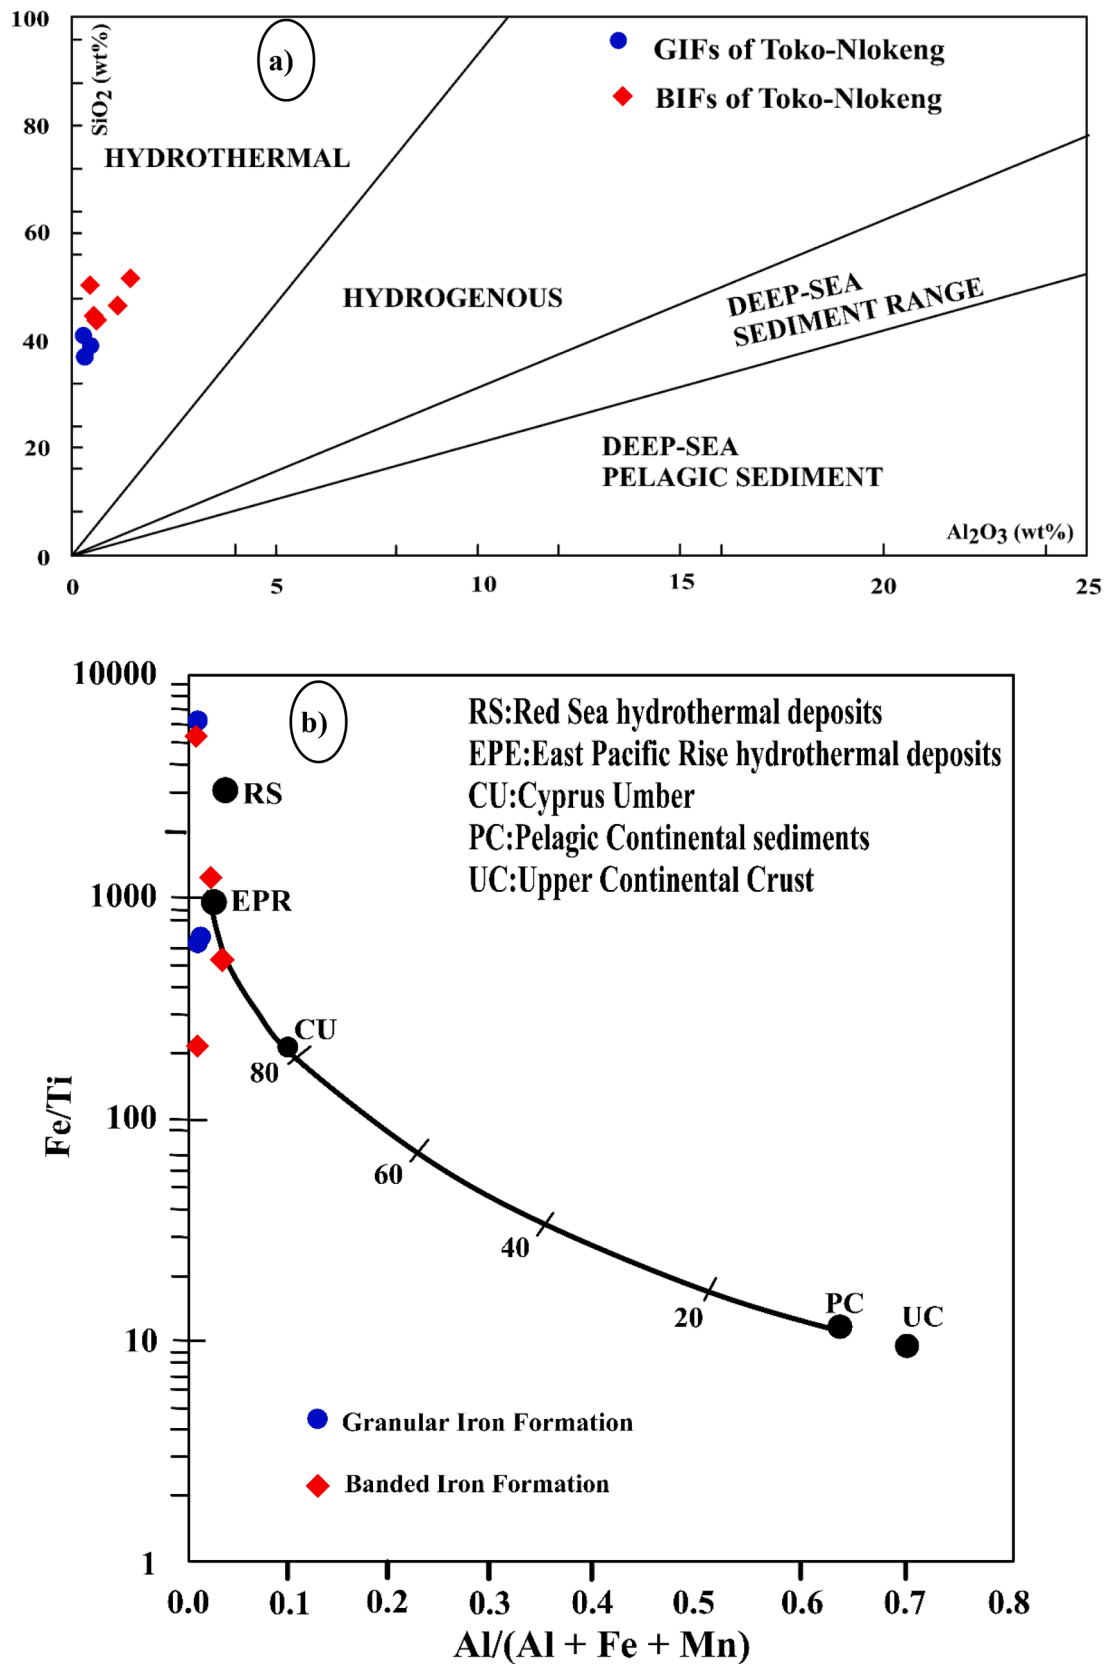 100
SiO2 (wt%)
a)
GIFs of Toko-Nlokeng
BIFs of Toko-Nlokeng
80
HYDROTHERMAL
60
HYDROGENOUS
DEEP-SEA
SEDIMENT RANGE
40
DEEP-SEA
PELAGIC SEDIMENT
20
Al2O3 (wt%)
0
0 5 10 15 20 25
10000
b)
RS:Red Sea hydrothermal deposits
EPE:East Pacific Rise hydrothermal deposits
CU:Cyprus Umber
PC:Pelagic Continental sediments
UC:Upper Continental Crust
RS
1000
EPR
CU
80
Fe/Ti
100
60
40
20
PC
UC
10
Granular Iron Formation
Banded Iron Formation
1
0.0 0.1 0.2 0.3 0.4 0.5 0.6 0.7 0.8
Al/(Al + Fe + Mn)